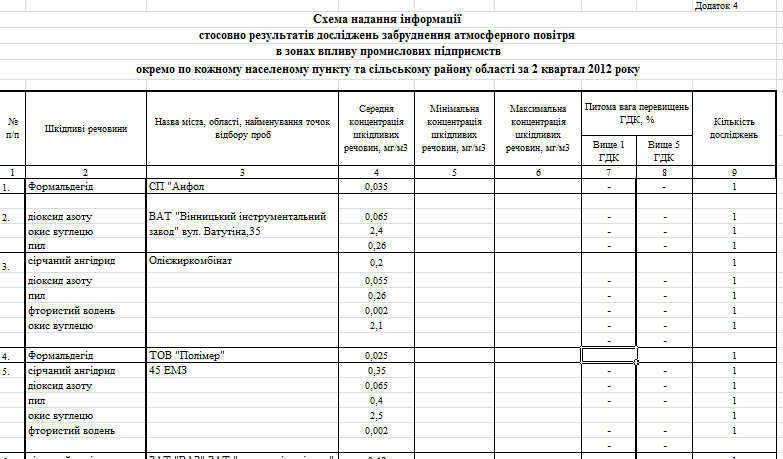 Додаток 4
Схема надання інформації
стосовно результатів досліджень забруднення атмосферного повітря
в зонах впливу промислових підприємств
окремо по кожному населеному пункту та сільському району області за 2 квартал 2012 року
№ п/п Шкідливі речовини Назва міста, області, найменування точок відбору проб Середня концентрація шкідливих речовин, мг/м3 Мінімальна концентрація шкідливих речовин, мг/м3 Максимальна концентрація шкідливих речовин, мг/м3 Питома вага перевищень ГДК, % Кількість досліджень
Вище 1 ГДК Вище 5 ГДК
1 2 3 4 5 6 7 8 9
1. Формальдегід СП "Анфол 0,035 - - 1
2. діоксид азоту ВАТ "Вінницький інструментальний 0,065 - - 1
окис вуглецю завод" вул. Ватутіна,35 2,4 - - 1
пил 0,26 - - 1
3. сірчаний ангідрид Олієжиркомбінат 0,2 1
діоксид азоту 0,055 - - 1
пил 0,26 - - 1
фтористий водень 0,002 - - 1
окис вуглецю 2,1 - - 1
- -
4. Формальдегід ТОВ "Полімер" 0,025 1
5. сірчаний ангідрид 45 ЕМЗ 0,35 - - 1
діоксид азоту 0,065 1
пил 0,4 - - 1
окис вуглецю 2,5 1
фтористий водень 0,002 - - 1
- -